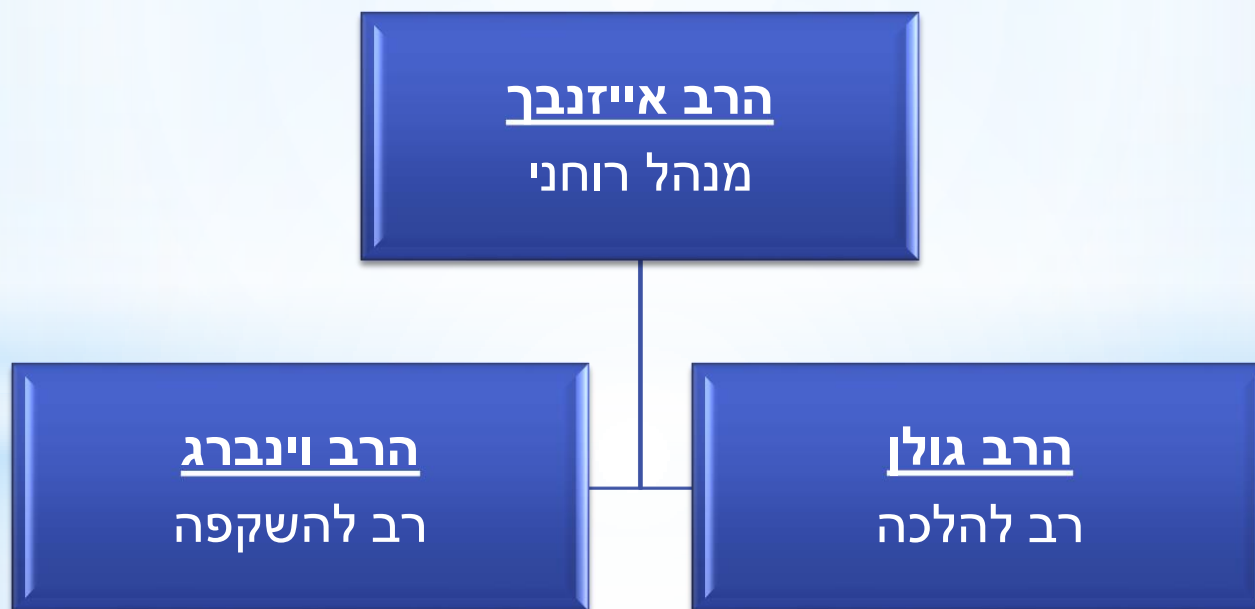 הרב אייזנבך
מנהל רוחני
הרב גולן
רב להלכה
הרב וינברג
רב להשקפה